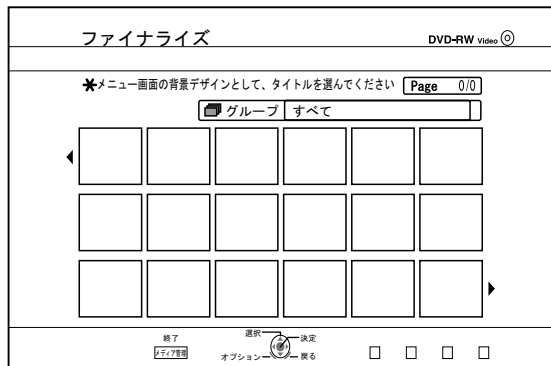 ファイナライズ
DVD-RW Video
*メニュー画面の背景デザインとして、タイトルを選んでください Page 0/0
グループ すべて
終了
メディア管理
選択
決定
オプション
戻る